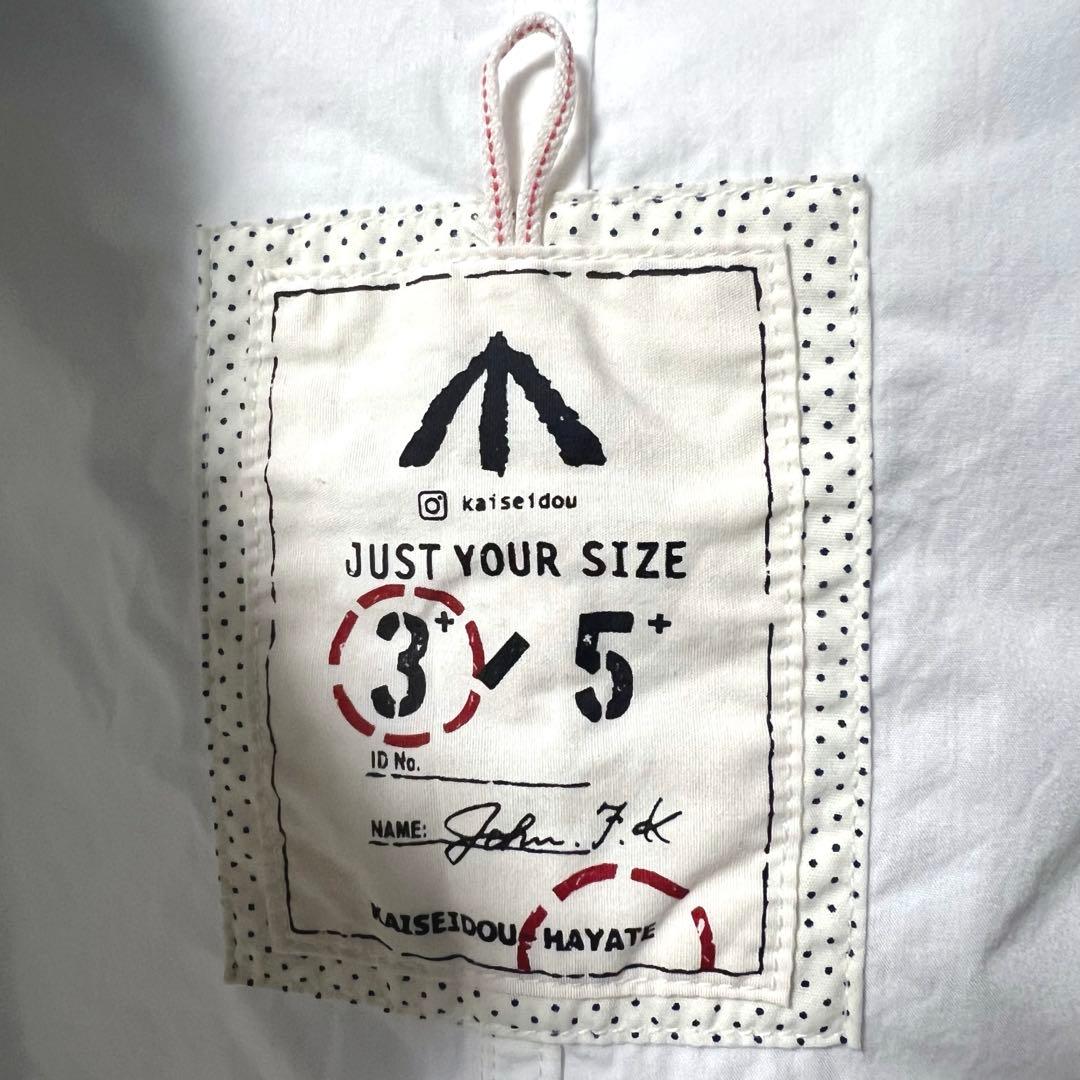 kaiseidou
JUST YOUR SIZE
3+ / 5+
ID No.
NAME: John. F. K
KAISEIDOU HAYATE